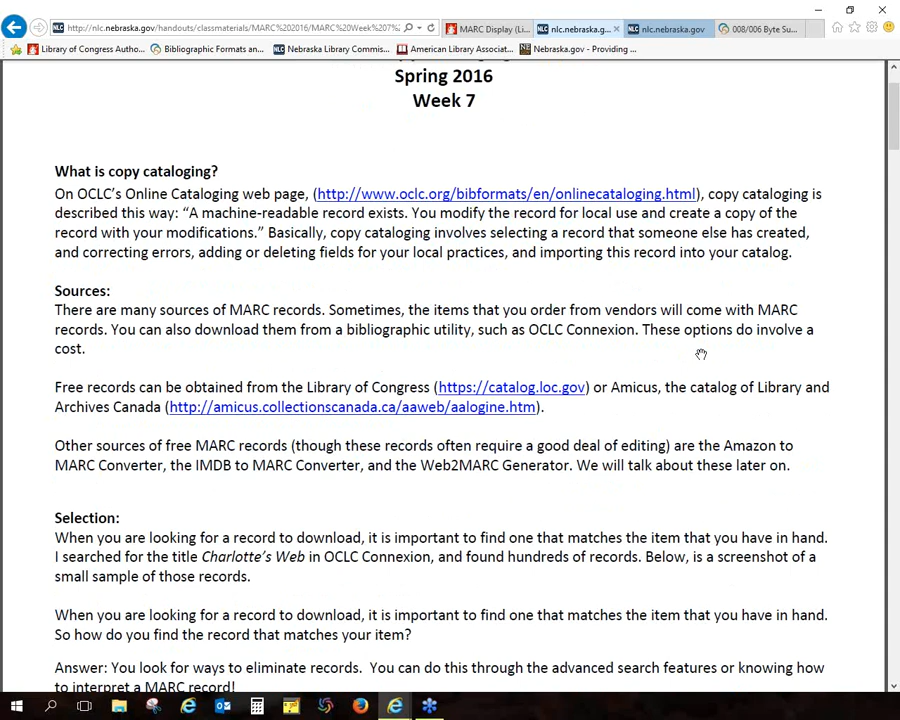 http://nlc.nebraska.gov/handouts/classmaterials/MARC%202016/MARC%20Week%207%
MARC Display (Li...
nlc.nebraska.g...
nlc.nebraska.gov
008/006 Byte Su...
Library of Congress Autho...
Bibliographic Formats an...
Nebraska Library Commis...
American Library Associat...
Nebraska.gov - Providing ...
Spring 2016
Week 7
What is copy cataloging?
On OCLC's Online Cataloging web page, (http://www.oclc.org/bibformats/en/onlinecataloging.html), copy cataloging is
described this way: “A machine-readable record exists. You modify the record for local use and create a copy of the
record with your modifications.” Basically, copy cataloging involves selecting a record that someone else has created,
and correcting errors, adding or deleting fields for your local practices, and importing this record into your catalog.
Sources:
There are many sources of MARC records. Sometimes, the items that you order from vendors will come with MARC
records. You can also download them from a bibliographic utility, such as OCLC Connexion. These options do involve a
cost.
Free records can be obtained from the Library of Congress (https://catalog.loc.gov) or Amicus, the catalog of Library and
Archives Canada (http://amicus.collectionscanada.ca/aaweb/aalogine.htm).
Other sources of free MARC records (though these records often require a good deal of editing) are the Amazon to
MARC Converter, the IMDB to MARC Converter, and the Web2MARC Generator. We will talk about these later on.
Selection:
When you are looking for a record to download, it is important to find one that matches the item that you have in hand.
I searched for the title Charlotte's Web in OCLC Connexion, and found hundreds of records. Below, is a screenshot of a
small sample of those records.
When you are looking for a record to download, it is important to find one that matches the item that you have in hand.
So how do you find the record that matches your item?
Answer: You look for ways to eliminate records. You can do this through the advanced search features or knowing how
to interpret a MARC record!